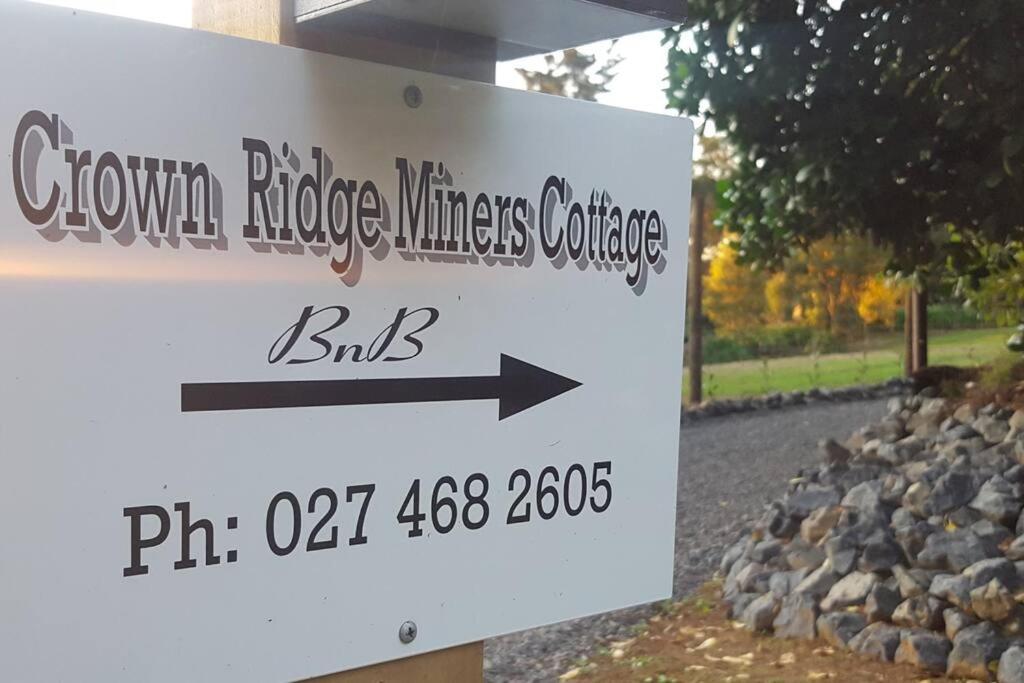 Crown Ridge Miners Cottage
BnB
Ph: 027 468 2605